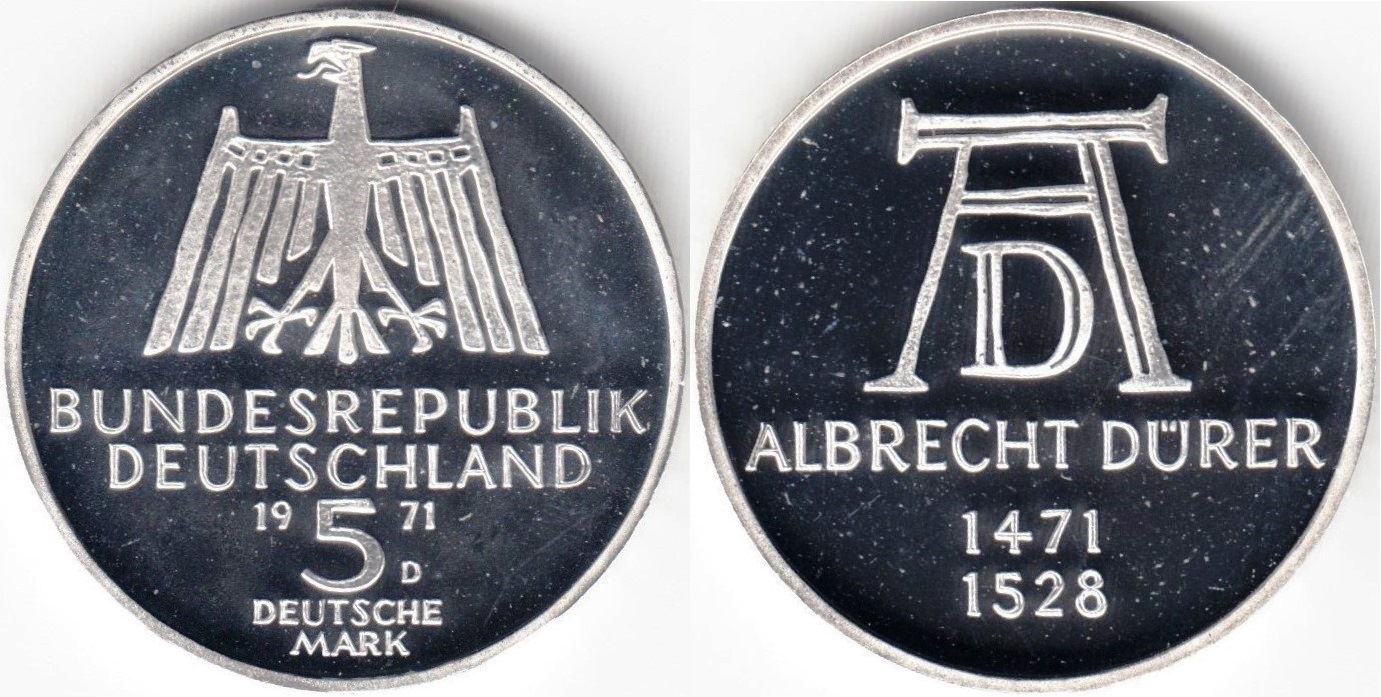 BUNDESREPUBLIK
DEUTSCHLAND
19 5 71
D
DEUTSCHE
MARK
AD
ALBRECHT DÜRER
1471
1528